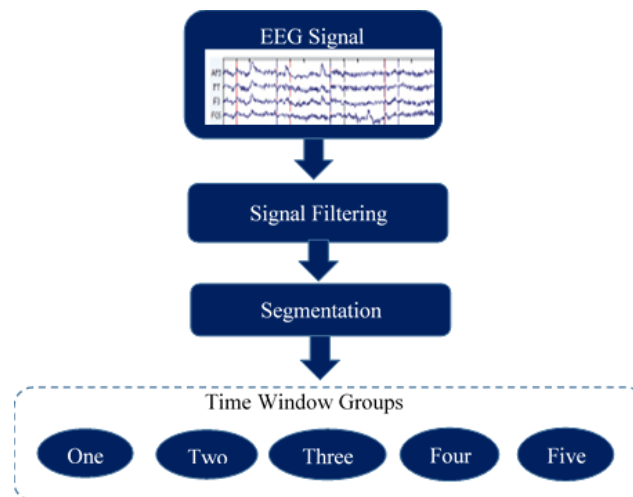 EEG Signal
AF3
F7
F3
FC5
Signal Filtering
Segmentation
Time Window Groups
One Two Three Four Five